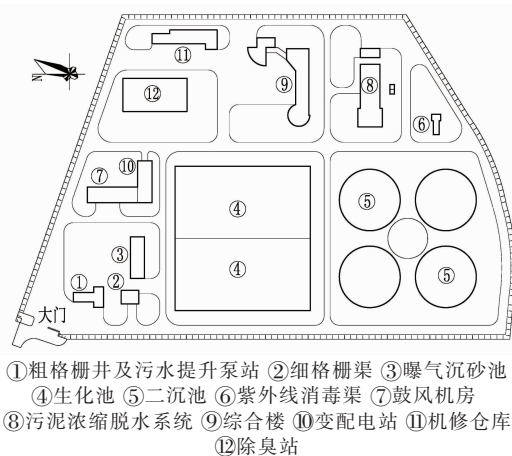 ⑪
⑫
⑨
⑧
⑥
⑩
⑦
④
⑤
③
④
⑤
①
②
大门
N
①粗格栅井及污水提升泵站 ②细格栅渠 ③曝气沉砂池
④生化池 ⑤二沉池 ⑥紫外线消毒渠 ⑦鼓风机房
⑧污泥浓缩脱水系统 ⑨综合楼 ⑩变配电站 ⑪机修仓库
⑫除臭站